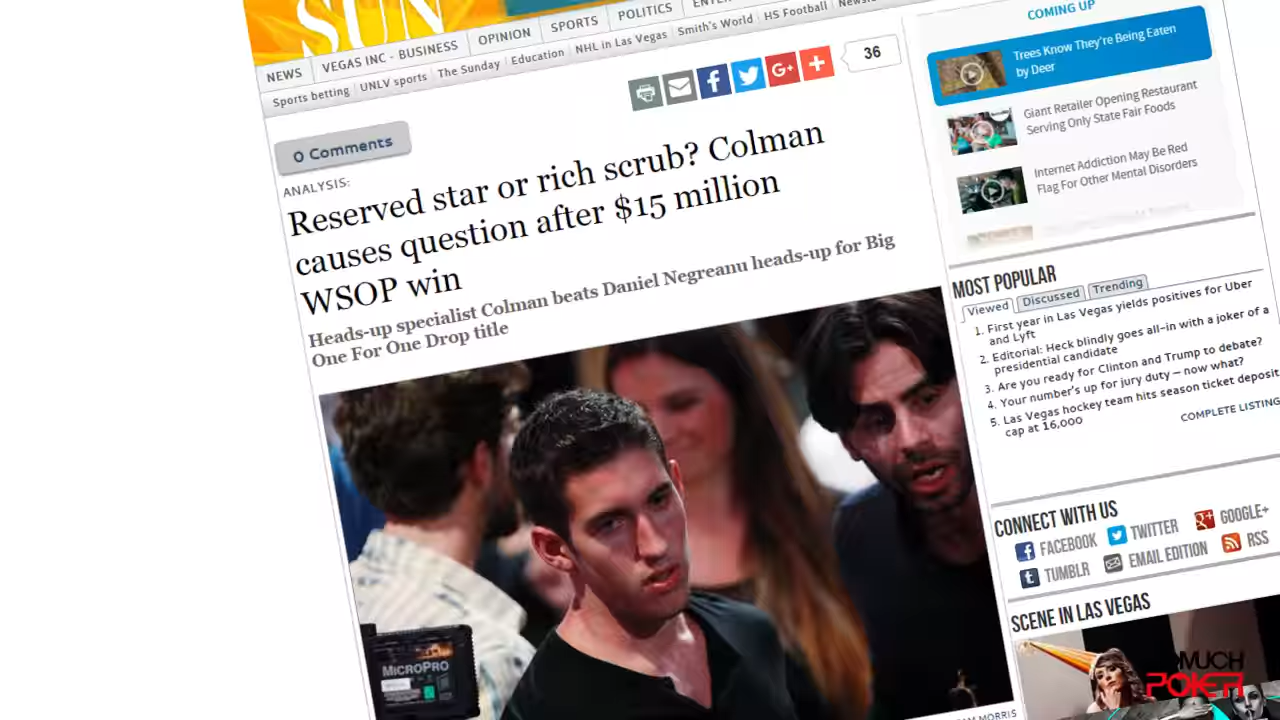 SUN
NEWS
VEGAS INC - BUSINESS
OPINION
SPORTS
POLITICS
Sports betting
UNLV sports
The Sunday
Education
NHL in Las Vegas
Smith's World
HS Football
36
0 Comments
ANALYSIS:
Reserved star or rich scrub? Colman
causes question after $15 million
WSOP win
Heads-up specialist Colman beats Daniel Negreanu heads-up for Big
One For One Drop title
MICROPRO
MORRIS
COMING UP
Trees Know They're Being Eaten
by Deer
Giant Retailer Opening Restaurant
Serving Only State Fair Foods
Internet Addiction May Be Red
Flag For Other Mental Disorders
MOST POPULAR
Viewed
Discussed
Trending
1. First year in Las Vegas yields positives for Uber
and Lyft
2. Editorial: Heck blindly goes all-in with a joker of a
presidential candidate
3. Are you ready for Clinton and Trump to debate?
4. Your number's up for jury duty — now what?
5. Las Vegas hockey team hits season ticket deposit
cap at 16,000
COMPLETE LISTING
CONNECT WITH US
FACEBOOK
TWITTER
GOOGLE+
TUMBLR
EMAIL EDITION
RSS
SCENE IN LAS VEGAS
MUCH
POKER